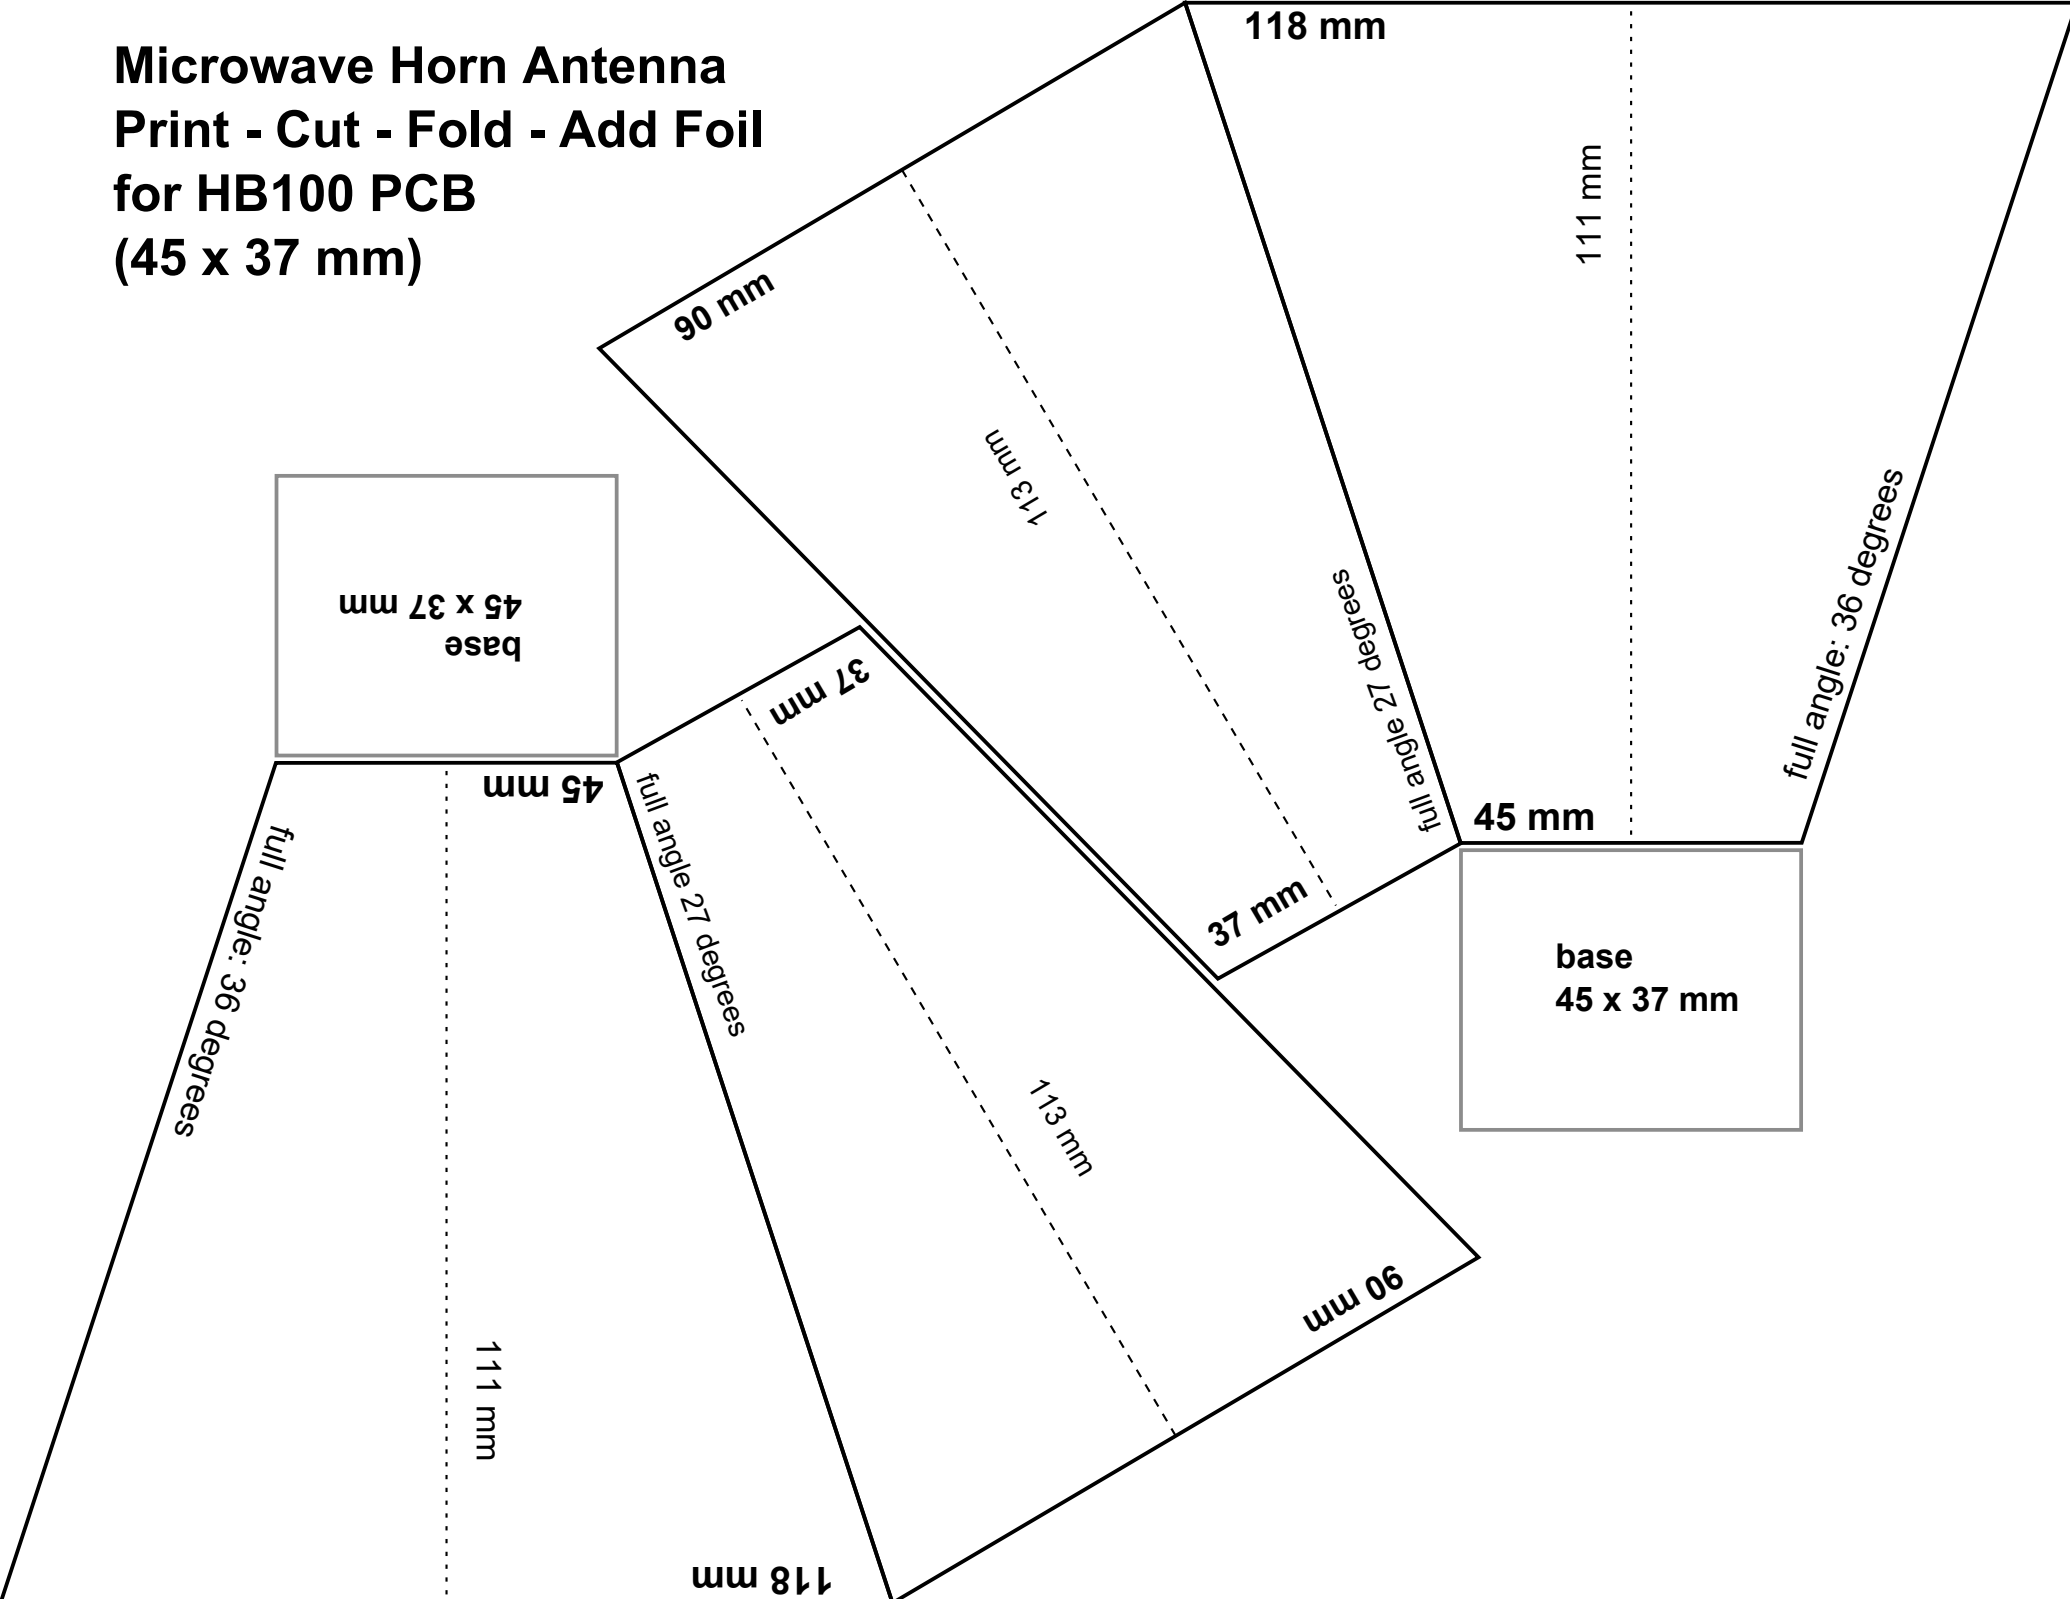 Microwave Horn Antenna
Print - Cut - Fold - Add Foil
for HB100 PCB
(45 x 37 mm)
118 mm
111 mm
90 mm
113 mm
full angle 27 degrees
full angle: 36 degrees
37 mm
45 mm
base
45 x 37 mm
base
45 x 37 mm
45 mm
37 mm
full angle: 36 degrees
full angle 27 degrees
113 mm
111 mm
90 mm
118 mm